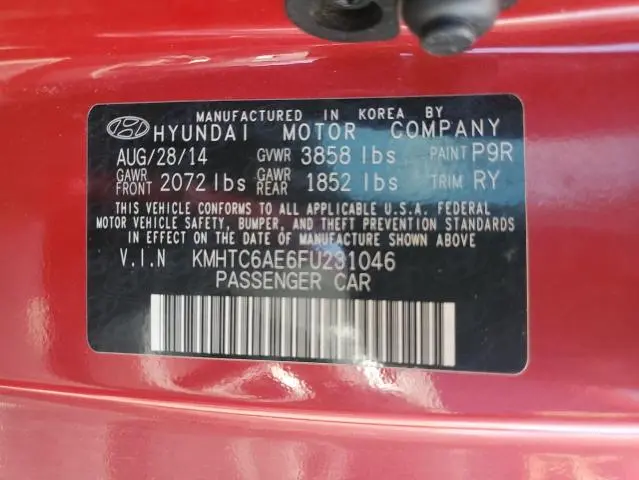 MANUFACTURED IN KOREA BY
HYUNDAI MOTOR COMPANY
AUG/28/14 GVWR 3858 lbs PAINT P9R
GAWR FRONT 2072 lbs GAWR REAR 1852 lbs TRIM RY
THIS VEHICLE CONFORMS TO ALL APPLICABLE U.S.A. FEDERAL
MOTOR VEHICLE SAFETY, BUMPER, AND THEFT PREVENTION STANDARDS
IN EFFECT ON THE DATE OF MANUFACTURE SHOWN ABOVE.
V.I.N KMHTC6AE6FU231046
PASSENGER CAR